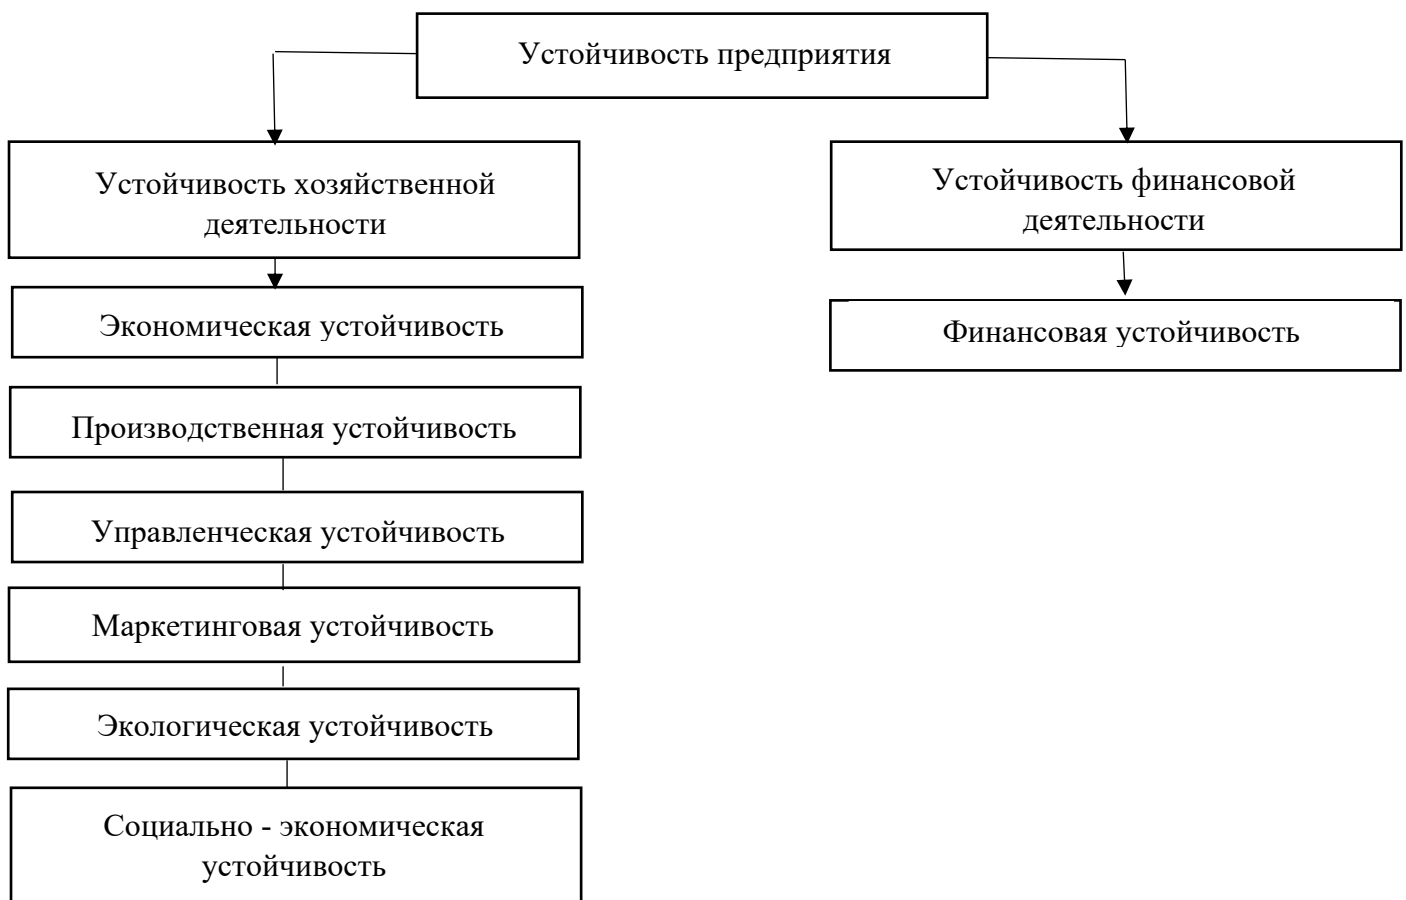 Устойчивость предприятия
Устойчивость хозяйственной
деятельности
Устойчивость финансовой
деятельности
Экономическая устойчивость
Финансовая устойчивость
Производственная устойчивость
Управленческая устойчивость
Маркетинговая устойчивость
Экологическая устойчивость
Социально - экономическая
устойчивость